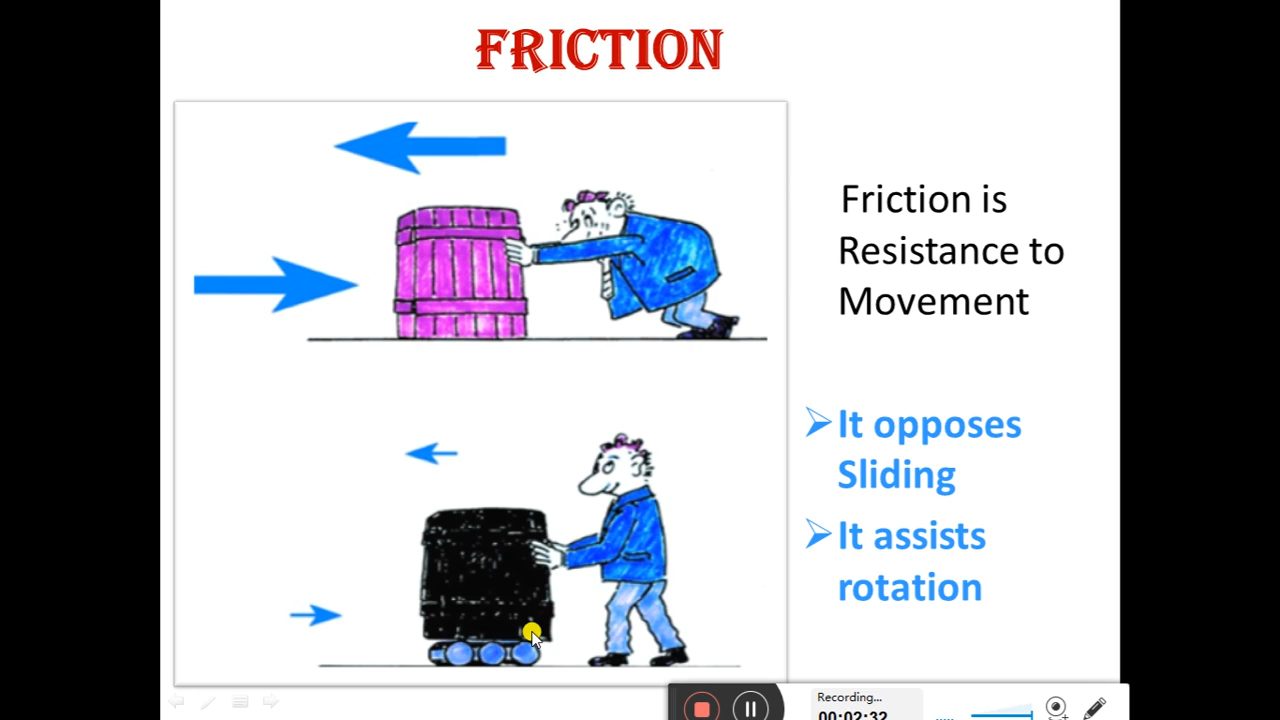 FRICTION
Friction is
Resistance to
Movement
It opposes
Sliding
It assists
rotation
Recording...
00:02:32